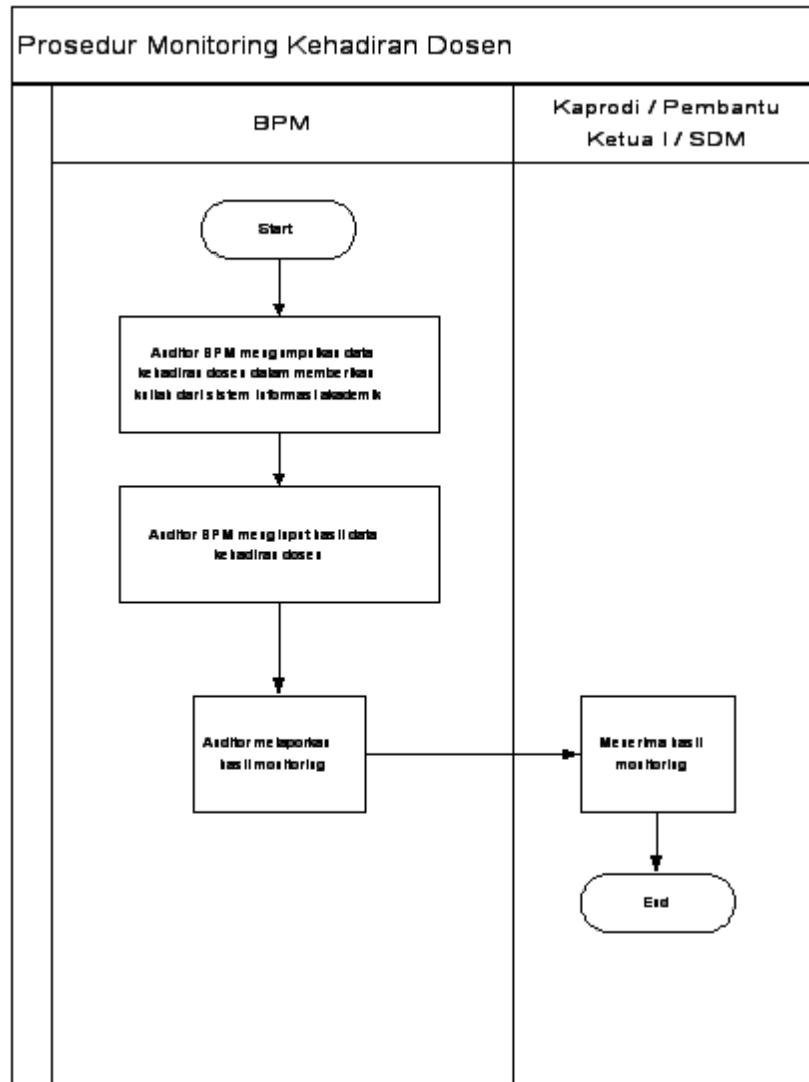 Prosedur Monitoring Kehadiran Dosen
BPM
Kaprodi / Pembantu
Ketua I / SDM
Start
Auditor BPM mengumpulkan data
kehadiran dosen dalam memberikan
kuliah dari sistem informasi akademik
Auditor BPM menginput hasil data
kehadiran dosen
Auditor melaporkan
hasil monitoring
Menerima hasil
monitoring
End